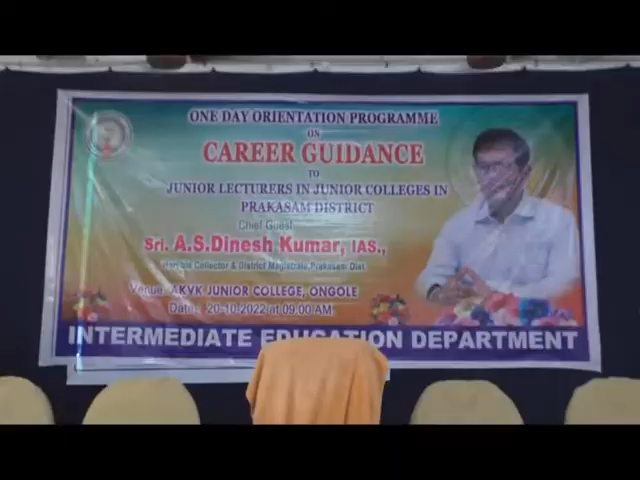 ONE DAY ORIENTATION PROGRAMME
ON
CAREER GUIDANCE
TO
JUNIOR LECTURERS IN JUNIOR COLLEGES IN
PRAKASAM DISTRICT
Chief Guest
Sri. A.S.Dinesh Kumar, IAS.,
Hon'ble Collector & District Magistrate, Prakasam Dist.
Venue: AKVK JUNIOR COLLEGE, ONGOLE
Date: 20-10-2022 at 09.00 AM
INTERMEDIATE EDUCATION DEPARTMENT